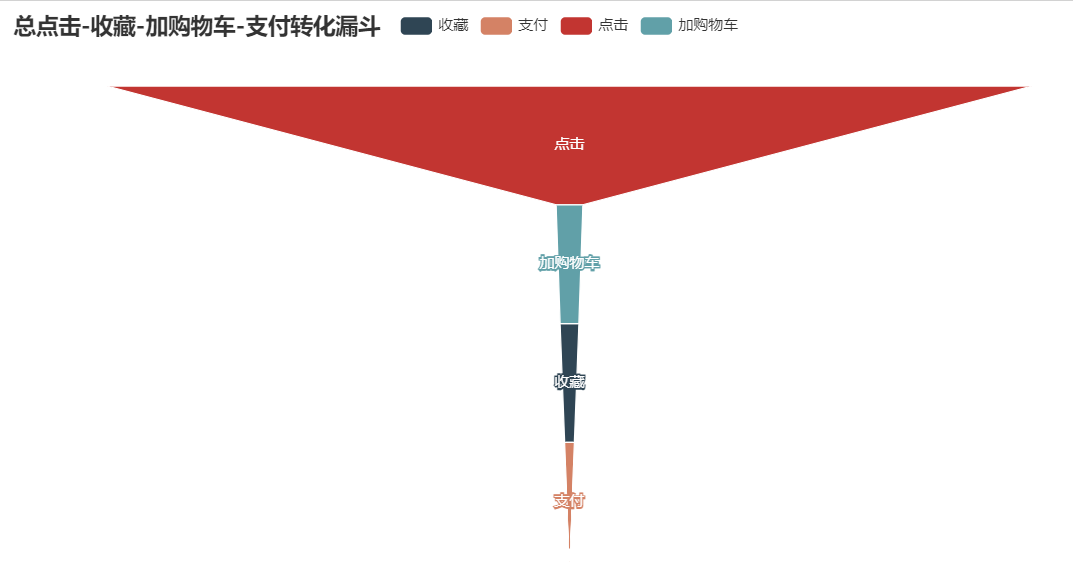 总点击-收藏-加购物车-支付转化漏斗
收藏 支付 点击 加购物车
点击
加购物车
收藏
支付